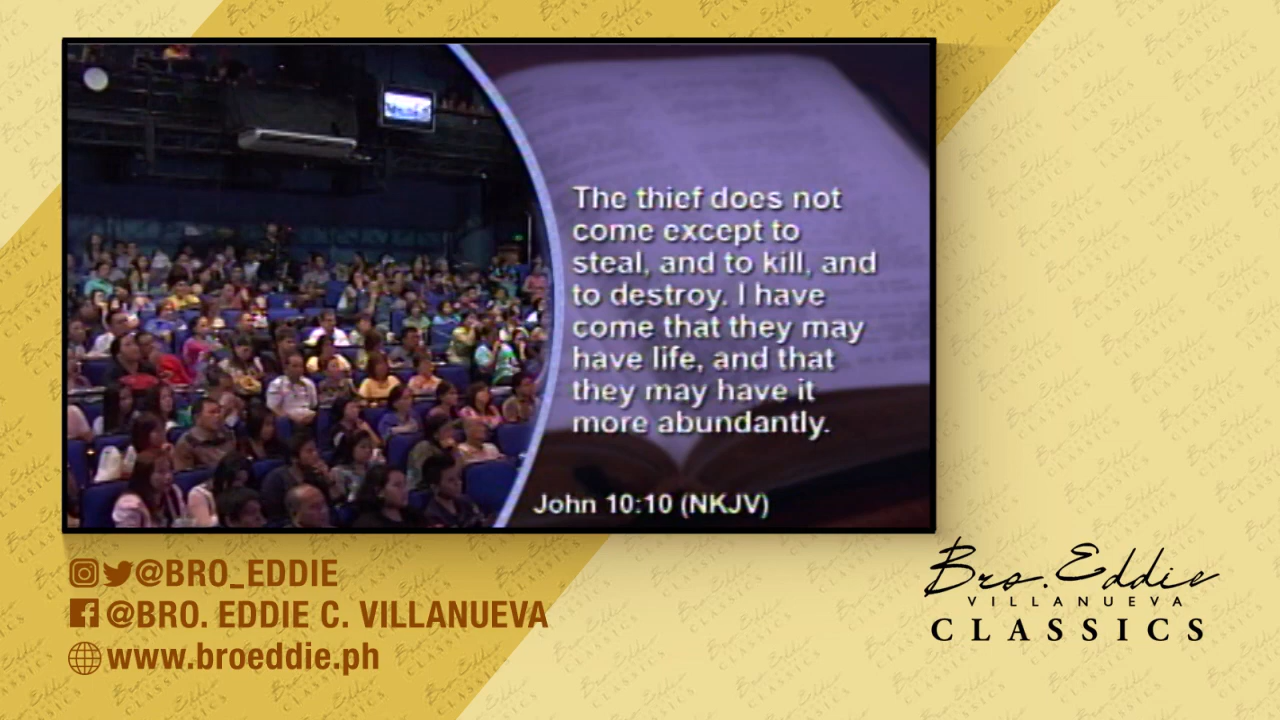 The thief does not
come except to
steal, and to kill, and
to destroy. I have
come that they may
have life, and that
they may have it
more abundantly.
John 10:10 (NKJV)
@BRO_EDDIE
@BRO. EDDIE C. VILLANUEVA
www.broeddie.ph
Bro. Eddie
VILLANUEVA
CLASSICS